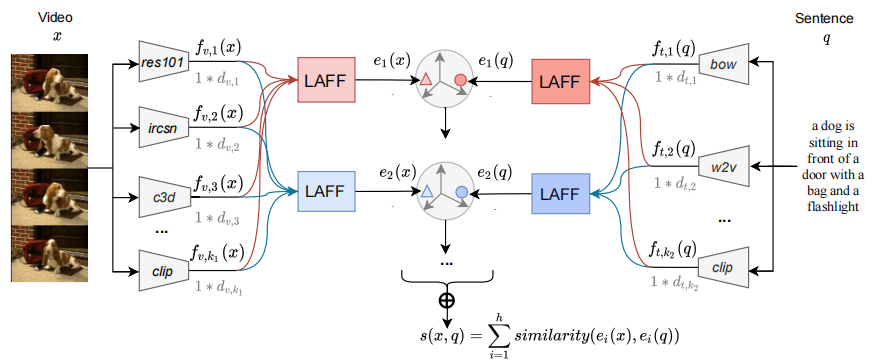 Video
x
res101
f_{v,1}(x)
1 * d_{v,1}
ircsn
f_{v,2}(x)
1 * d_{v,2}
c3d
f_{v,3}(x)
1 * d_{v,3}
...
clip
f_{v,k_1}(x)
1 * d_{v,k_1}
LAFF
e_1(x)
e_1(q)
LAFF
LAFF
e_2(x)
e_2(q)
LAFF
...
⊕
s(x, q) = \sum_{i=1}^{h} similarity(e_i(x), e_i(q))
f_{t,1}(q)
1 * d_{t,1}
bow
f_{t,2}(q)
1 * d_{t,2}
w2v
...
f_{t,k_2}(q)
1 * d_{t,k_2}
clip
Sentence
q
a dog is
sitting in
front of a
door with a
bag and a
flashlight